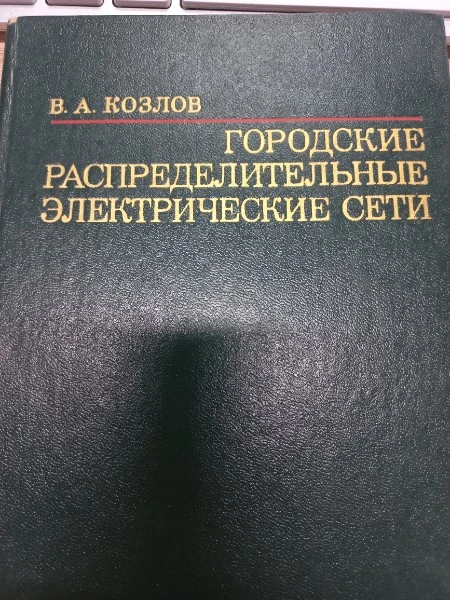 В. А. КОЗЛОВ
ГОРОДСКИЕ
РАСПРЕДЕЛИТЕЛЬНЫЕ
ЭЛЕКТРИЧЕСКИЕ СЕТИ